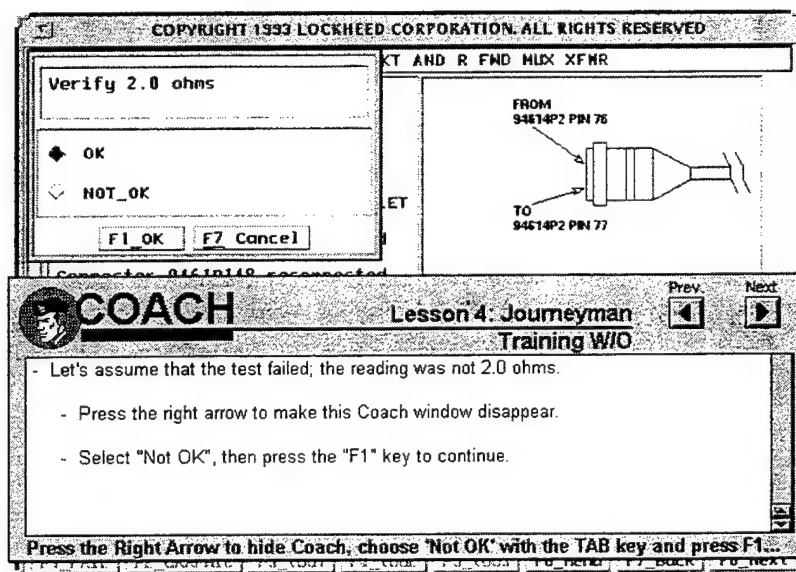 COPYRIGHT 1993 LOCKHEED CORPORATION. ALL RIGHTS RESERVED
XT AND R FND MUX XFMR
Verify 2.0 ohms
OK
NOT_OK
F1_OK F7 Cancel
LET
FROM
94614P2 PIN 76
TO
94614P2 PIN 77
COACH
Lesson 4: Journeyman
Training W/O
Prev.
Next
- Let's assume that the test failed; the reading was not 2.0 ohms.
- Press the right arrow to make this Coach window disappear.
- Select "Not OK", then press the "F1" key to continue.
Press the Right Arrow to hide Coach, choose "Not OK" with the TAB key and press F1...